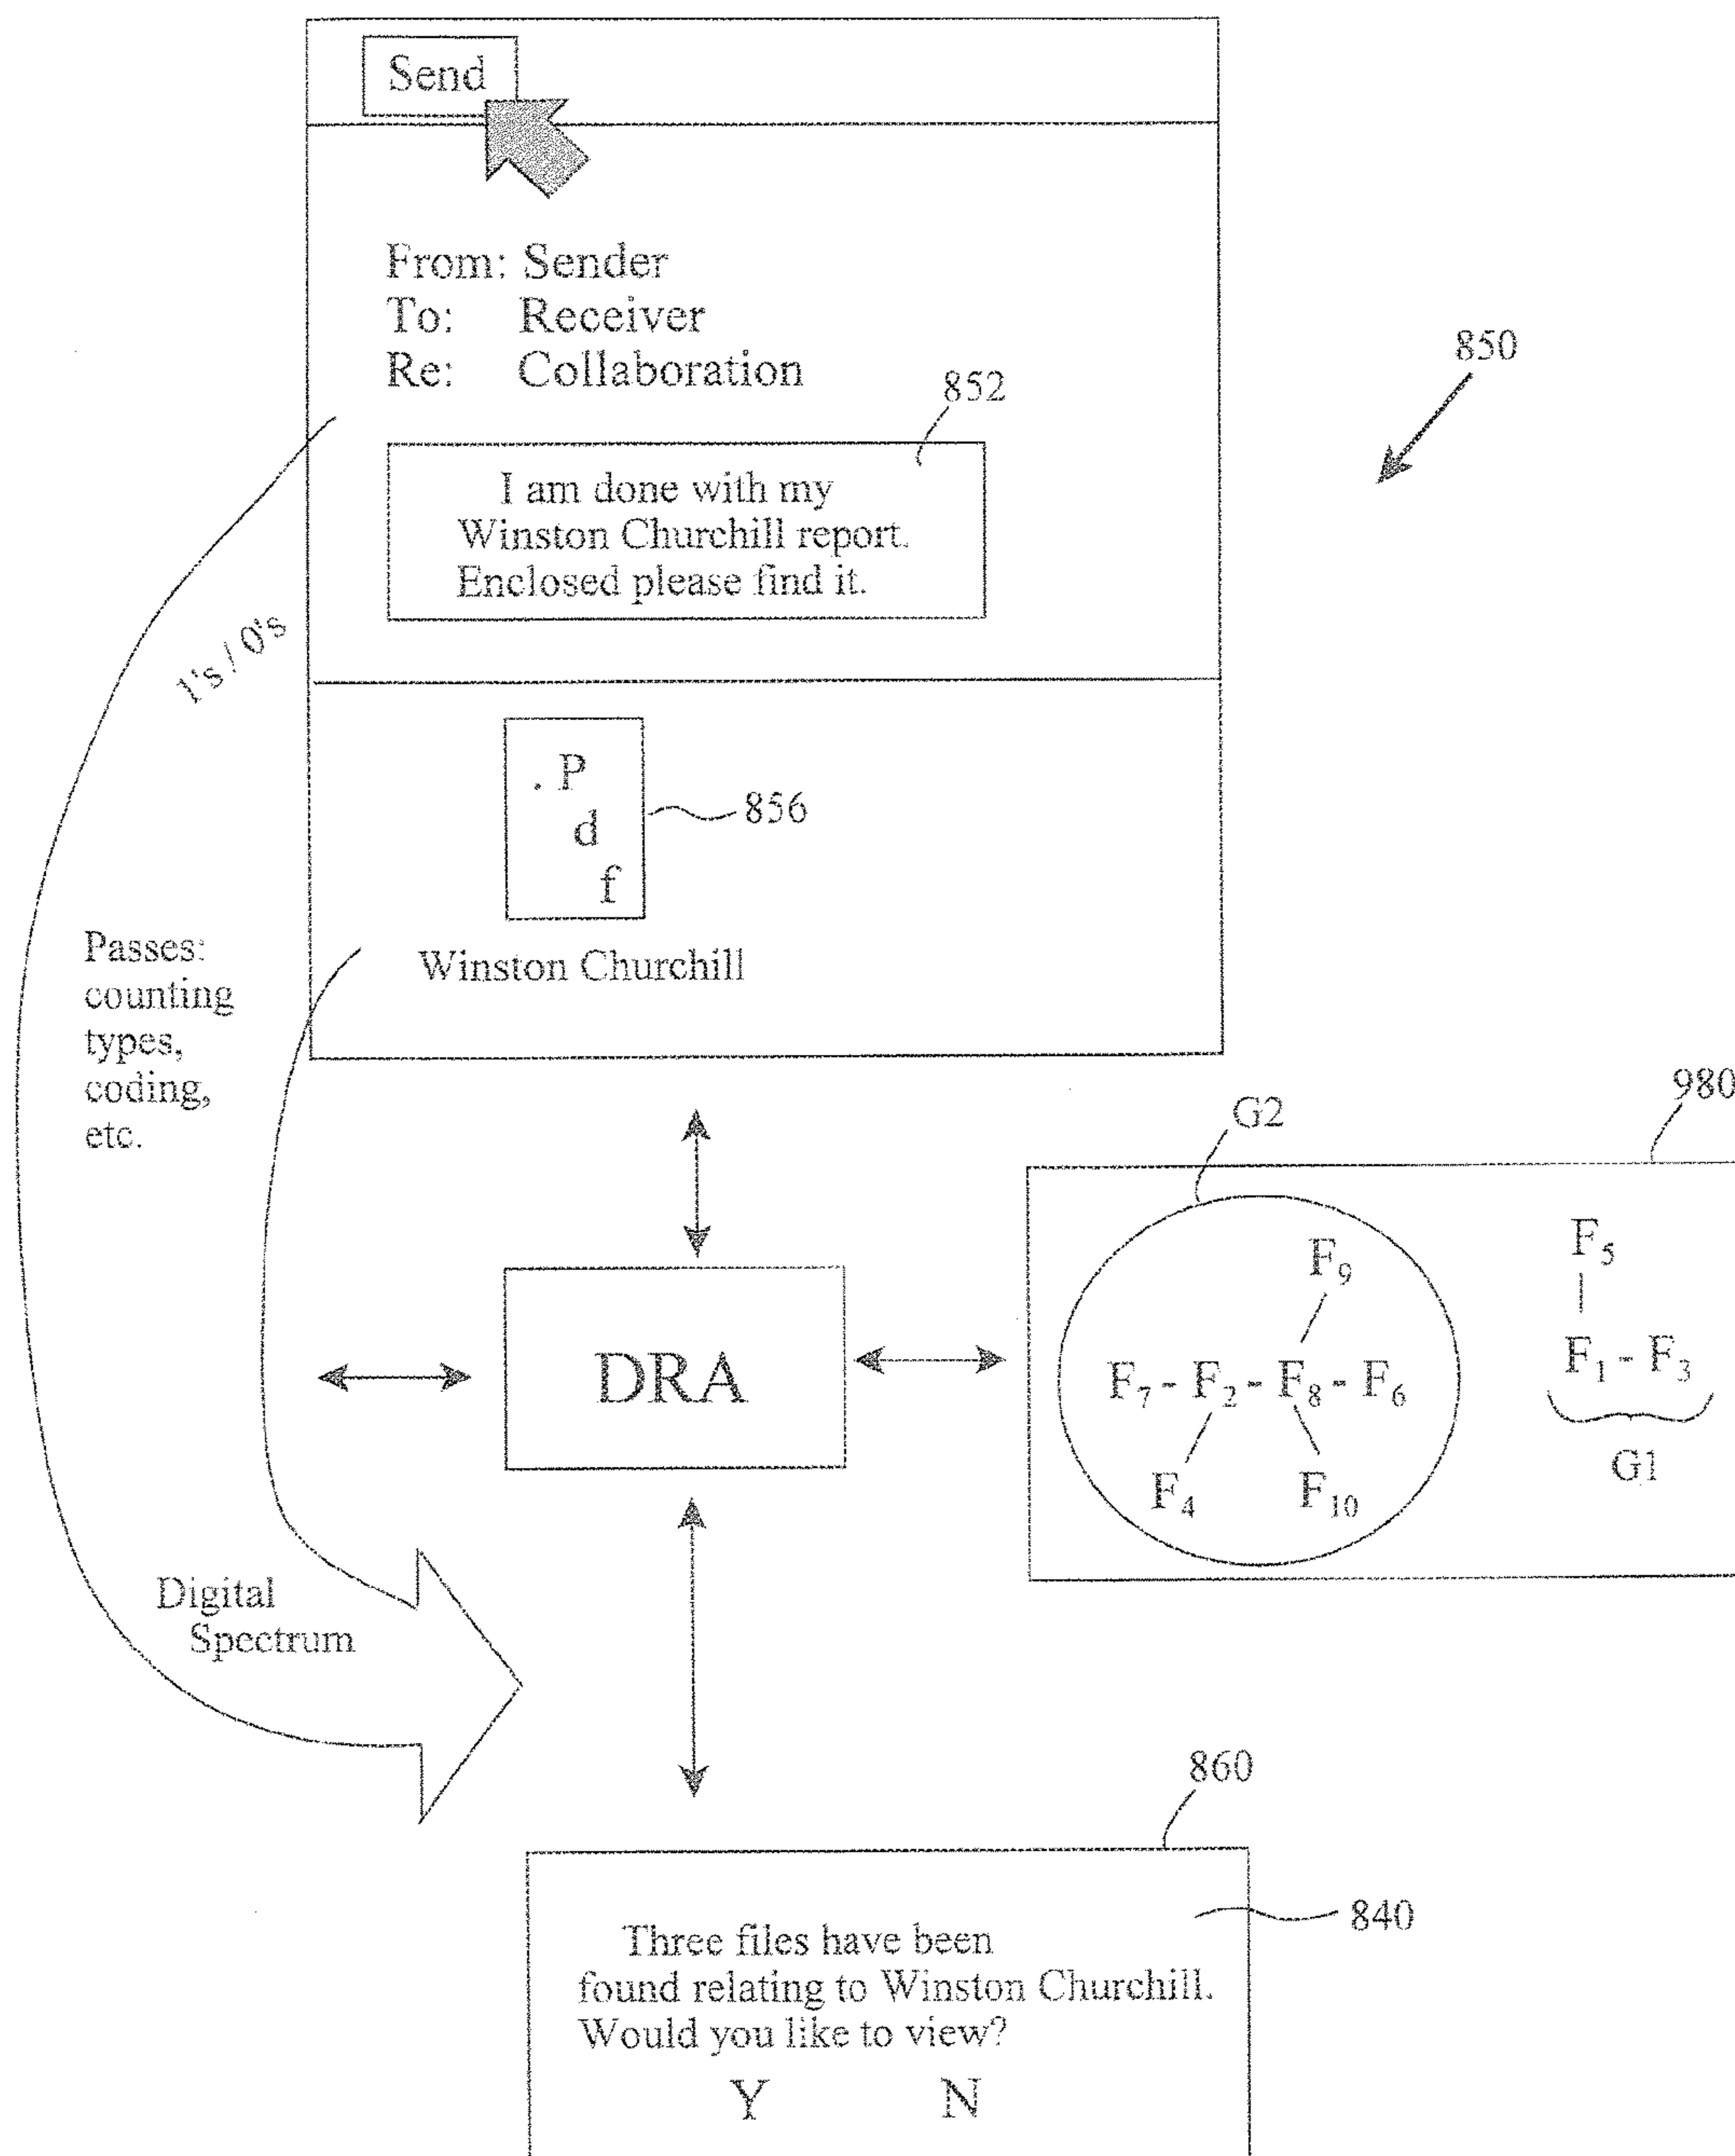 Send
From: Sender
To: Receiver
Re: Collaboration
850
852
I am done with my
Winston Churchill report.
Enclosed please find it.
1's / 0's
. P
d
f
856
Winston Churchill
Passes:
counting
types,
coding,
etc.
980
G2
F₉
F₇ - F₂ - F₈ - F₆
F₄
F₁₀
F₅
F₁ - F₃
G1
DRA
Digital
Spectrum
860
840
Three files have been
found relating to Winston Churchill.
Would you like to view?
Y N